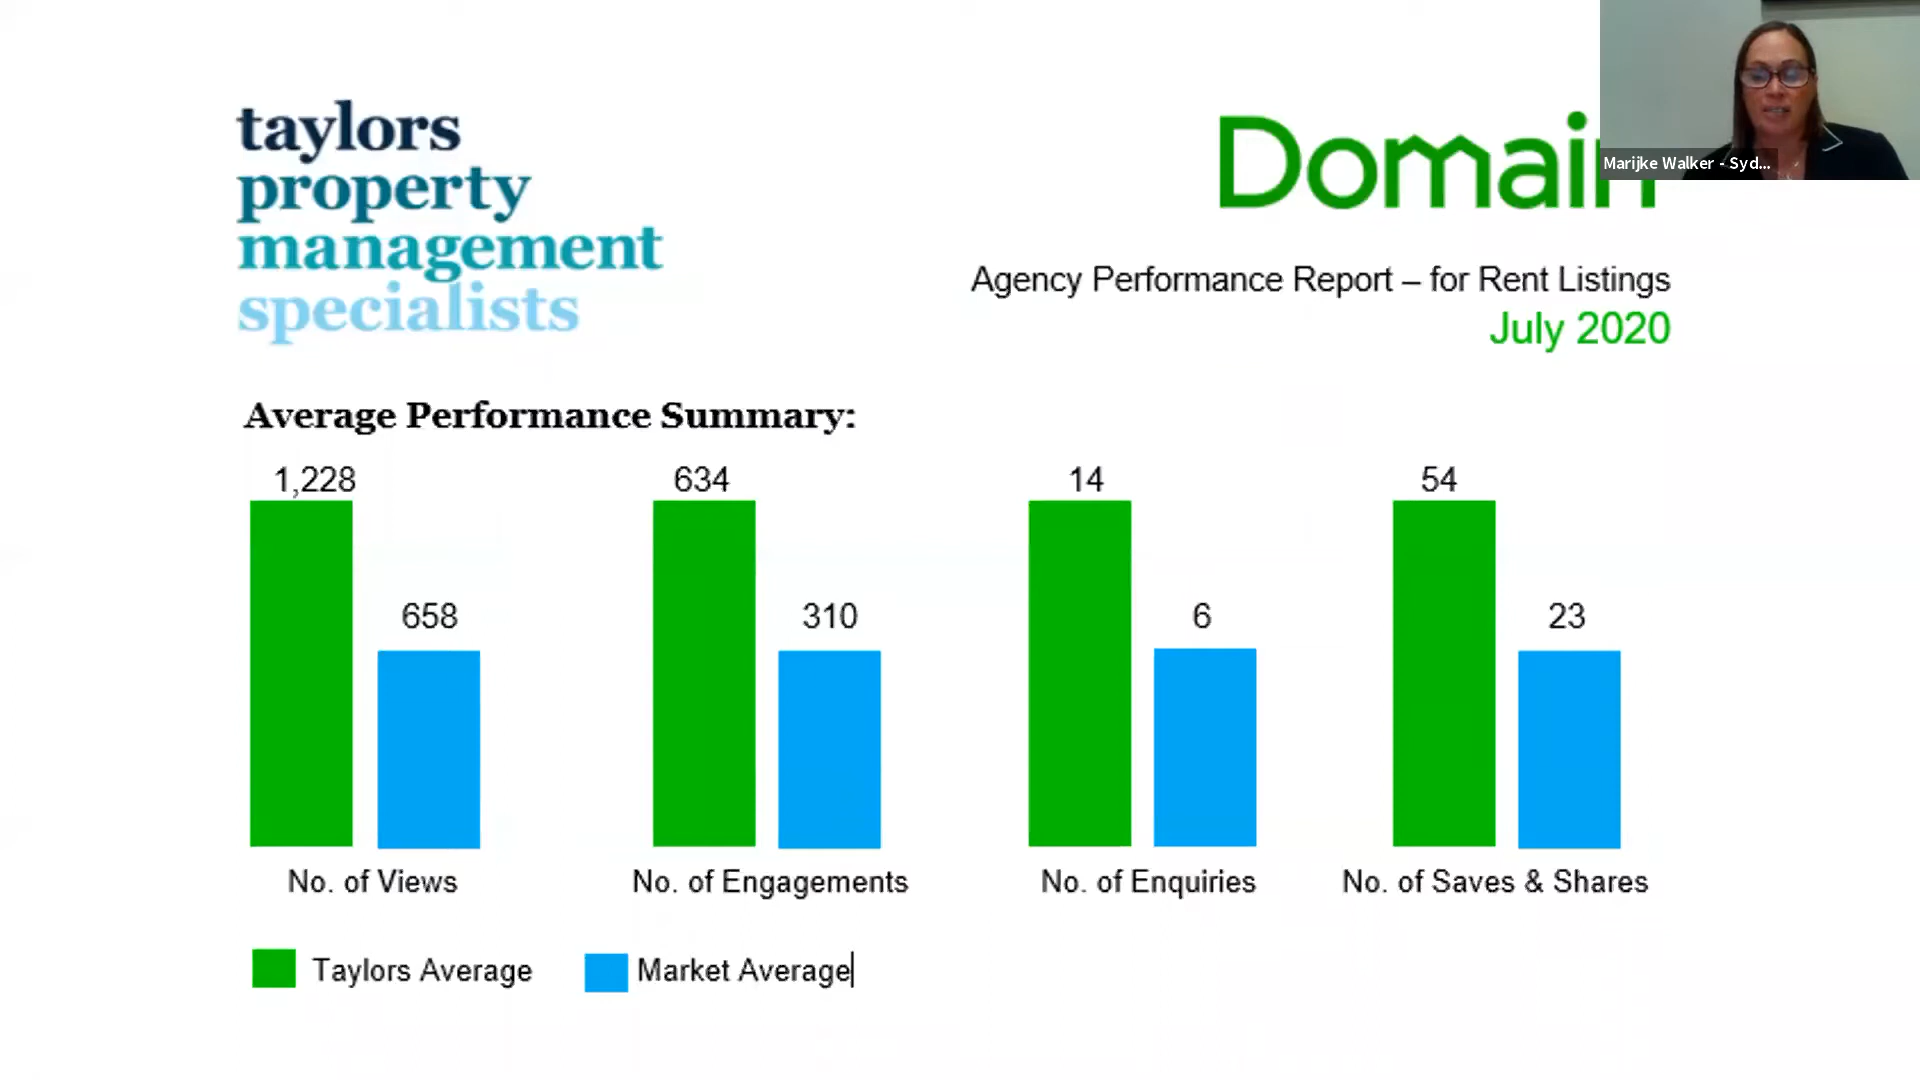 taylors
property
management
specialists
Domain
Marijke Walker - Syd...
Agency Performance Report – for Rent Listings
July 2020
Average Performance Summary:
1,228
634
14
54
658
310
6
23
No. of Views
No. of Engagements
No. of Enquiries
No. of Saves & Shares
Taylors Average
Market Average